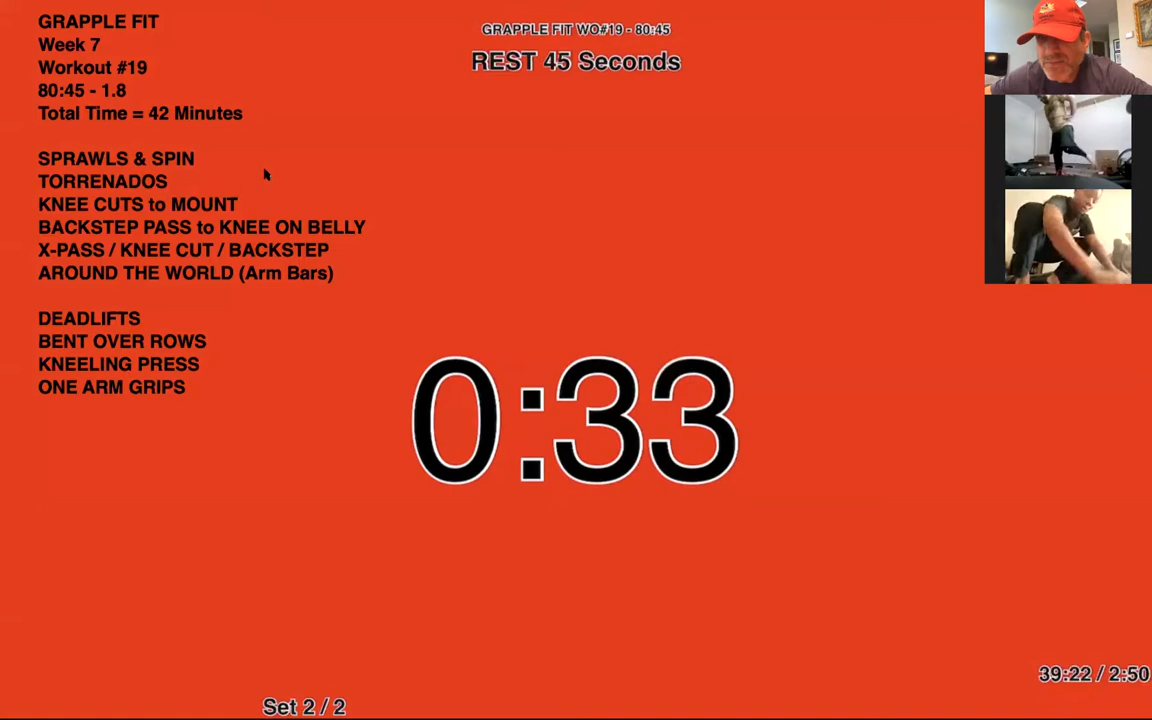 GRAPPLE FIT
Week 7
Workout #19
80:45 - 1.8
Total Time = 42 Minutes
SPRAWLS & SPIN
TORRENADOS
KNEE CUTS to MOUNT
BACKSTEP PASS to KNEE ON BELLY
X-PASS / KNEE CUT / BACKSTEP
AROUND THE WORLD (Arm Bars)
DEADLIFTS
BENT OVER ROWS
KNEELING PRESS
ONE ARM GRIPS
GRAPPLE FIT WO#19 - 80:45
REST 45 Seconds
0:33
39:22 / 2:50
Set 2 / 2